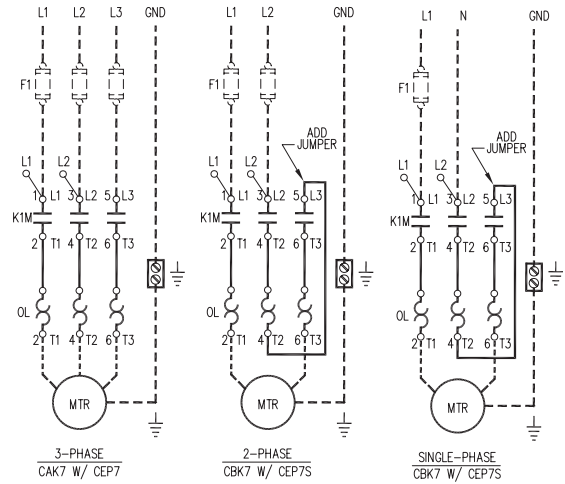 L1 L2 L3 GND
F1
L1 L2
1 L1 3 L2 5 L3
K1M
2 T1 4 T2 6 T3
OL
2 T1 4 T2 6 T3
MTR
3-PHASE
CAK7 W/ CEP7
L1 L2 GND
F1
ADD
JUMPER
L1 L2
1 L1 3 L2 5 L3
K1M
2 T1 4 T2 6 T3
OL
2 T1 4 T2 6 T3
MTR
2-PHASE
CBK7 W/ CEP7S
L1 N GND
F1
ADD
JUMPER
L1 L2
1 L1 3 L2 5 L3
K1M
2 T1 4 T2 6 T3
OL
2 T1 4 T2 6 T3
MTR
SINGLE-PHASE
CBK7 W/ CEP7S